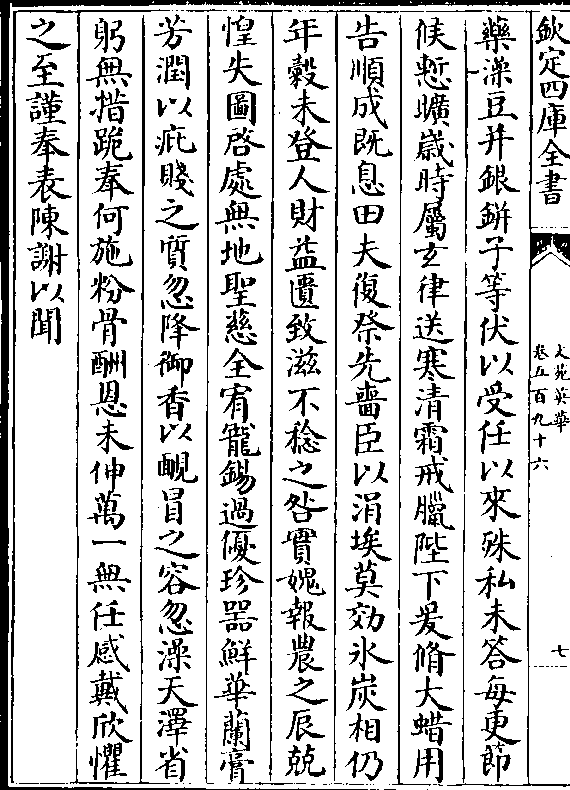 欽定四庫全書
文苑英華
卷五百九十六
七
藥澡豆并銀鉼子等伏以受任以來殊私未答每更節
候慙曠歳時屬玄律送寒清霜戒臘陛下爰脩大蜡用
告順成既息田夫復祭先嗇臣以涓埃莫効氷炭相仍
年榖未登人財益匱致滋不稔之咎實媿報農之辰兢
惶失圖啓處無地聖慈全宥寵錫過優珍器鮮華蘭膏
芳潤以疵賤之質忽降御香以靦冒之容忽澡天澤省
躬無措跪奉何施粉骨酬恩未伸萬一無任感戴欣懼
之至謹奉表陳謝以聞